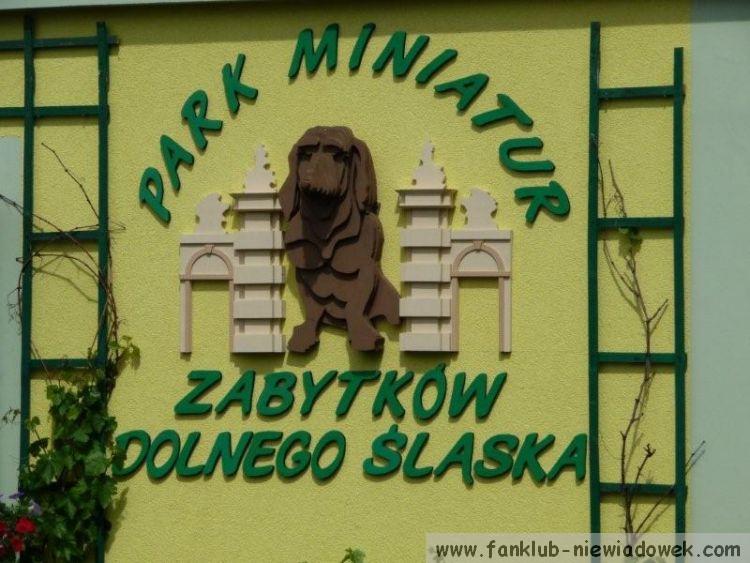 PARK MINIATUR
ZABYTKÓW
DOLNEGO ŚLĄSKA
www.fanklub-niewiadowek.com